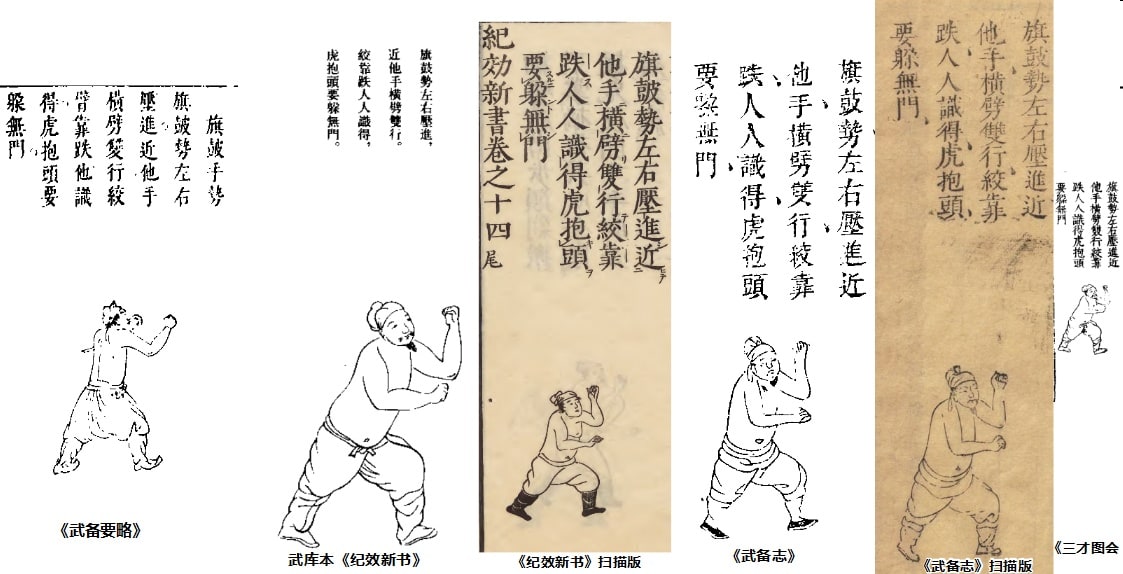 旗鼓手勢
旗鼓勢左右
壓進近他手
橫劈雙行絞
臂靠跌他識
得虎抱頭要
躲無門
《武备要略》
旗鼓勢左右壓進，
近他手橫劈雙行。
絞靠跌人人識得，
虎抱頭要躲無門。
武库本《纪效新书》
旗鼓勢左右壓進近
他手橫劈雙行絞靠
跌人人識得虎抱頭
要躲無門
紀効新書卷之十四尾
《纪效新书》扫描版
旗鼓勢左右壓進近
他手橫劈雙行絞靠
跌人人識得虎抱頭
要躲無門
《武备志》
旗鼓勢左右壓進近
他手橫劈雙行絞靠
跌人人識得虎抱頭
要躲無門
《武备志》扫描版
旗鼓勢左右壓進近
他手橫劈雙行絞靠
跌人人識得虎抱頭
要躲無門
《三才图会